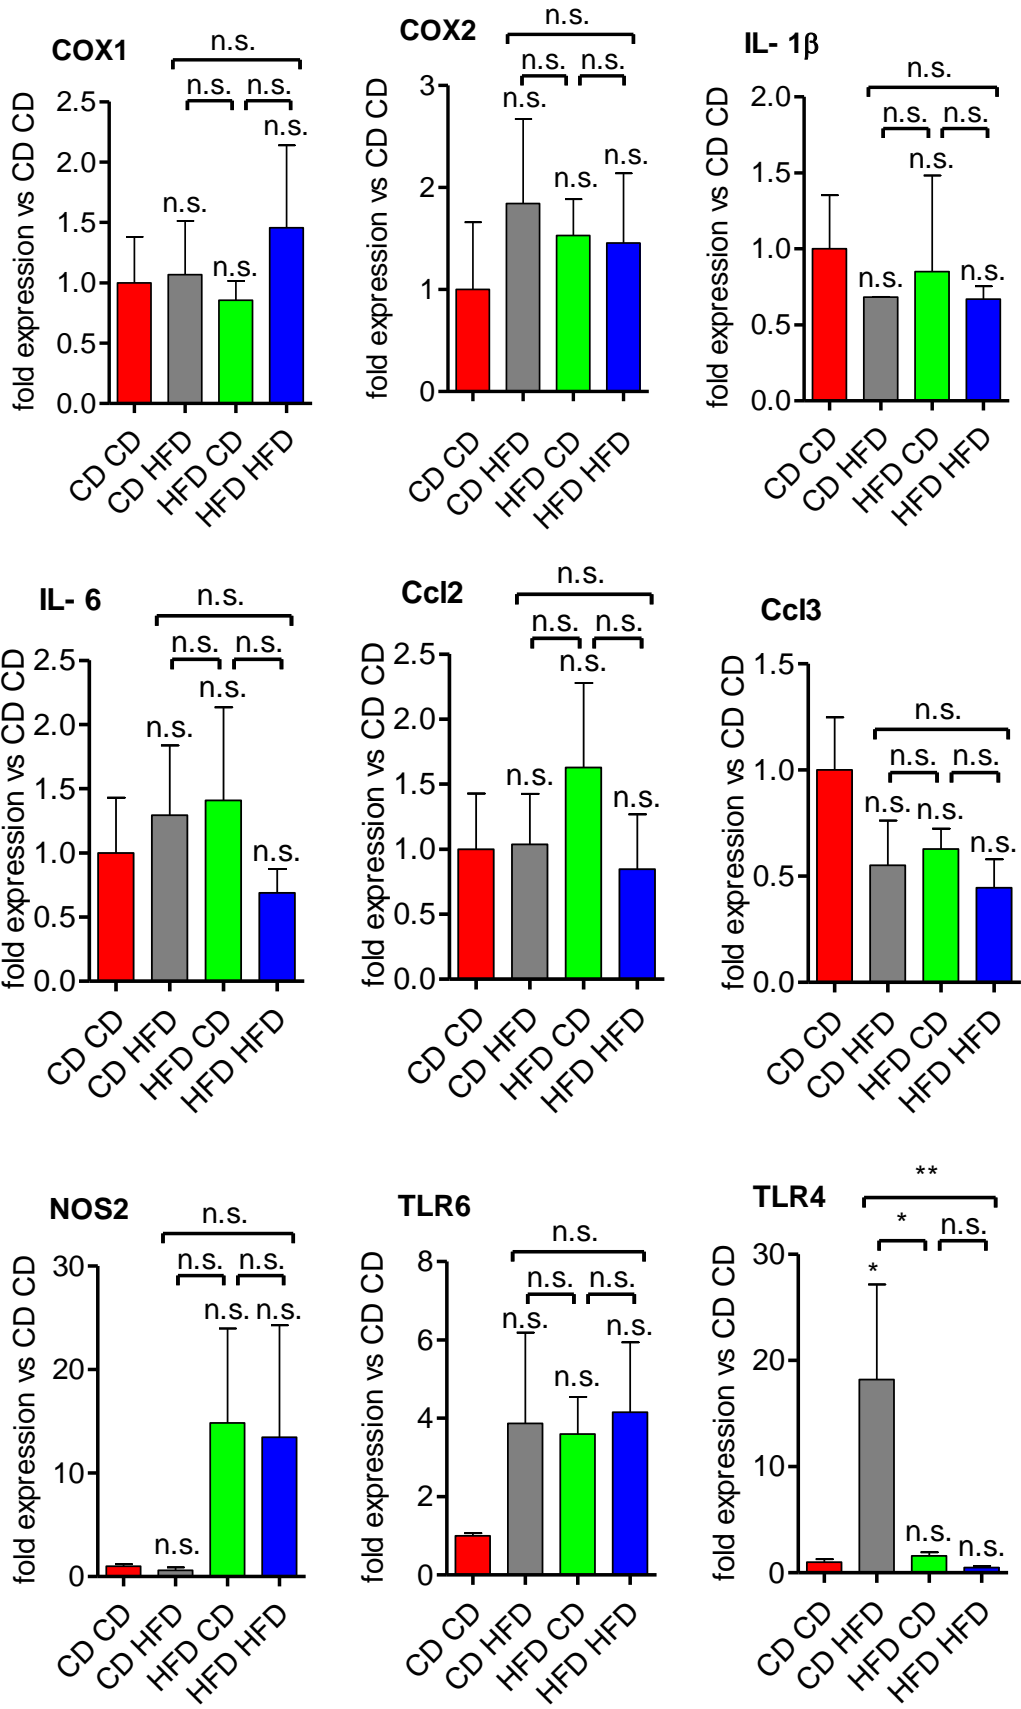 COX1
n.s.
n.s. n.s.
n.s.
n.s.
n.s.
fold expression vs CD CD
2.5
2.0
1.5
1.0
0.5
0.0
CD CD
CD HFD
HFD CD
HFD HFD
COX2
n.s.
n.s. n.s.
n.s.
n.s.
n.s.
fold expression vs CD CD
3
2
1
0
CD CD
CD HFD
HFD CD
HFD HFD
IL- 1β
n.s.
n.s. n.s.
n.s.
n.s.
n.s.
fold expression vs CD CD
2.0
1.5
1.0
0.5
0.0
CD CD
CD HFD
HFD CD
HFD HFD
IL- 6
n.s.
n.s. n.s.
n.s.
n.s.
n.s.
fold expression vs CD CD
2.5
2.0
1.5
1.0
0.5
0.0
CD CD
CD HFD
HFD CD
HFD HFD
Ccl2
n.s.
n.s. n.s.
n.s.
n.s.
n.s.
fold expression vs CD CD
2.5
2.0
1.5
1.0
0.5
0.0
CD CD
CD HFD
HFD CD
HFD HFD
Ccl3
n.s.
n.s. n.s.
n.s. n.s.
n.s.
fold expression vs CD CD
1.5
1.0
0.5
0.0
CD CD
CD HFD
HFD CD
HFD HFD
NOS2
n.s.
n.s. n.s.
n.s. n.s.
n.s.
fold expression vs CD CD
30
20
10
0
CD CD
CD HFD
HFD CD
HFD HFD
TLR6
n.s.
n.s. n.s.
n.s.
n.s.
n.s.
fold expression vs CD CD
8
6
4
2
0
CD CD
CD HFD
HFD CD
HFD HFD
TLR4
**
* n.s.
*
n.s.
n.s.
fold expression vs CD CD
30
20
10
0
CD CD
CD HFD
HFD CD
HFD HFD